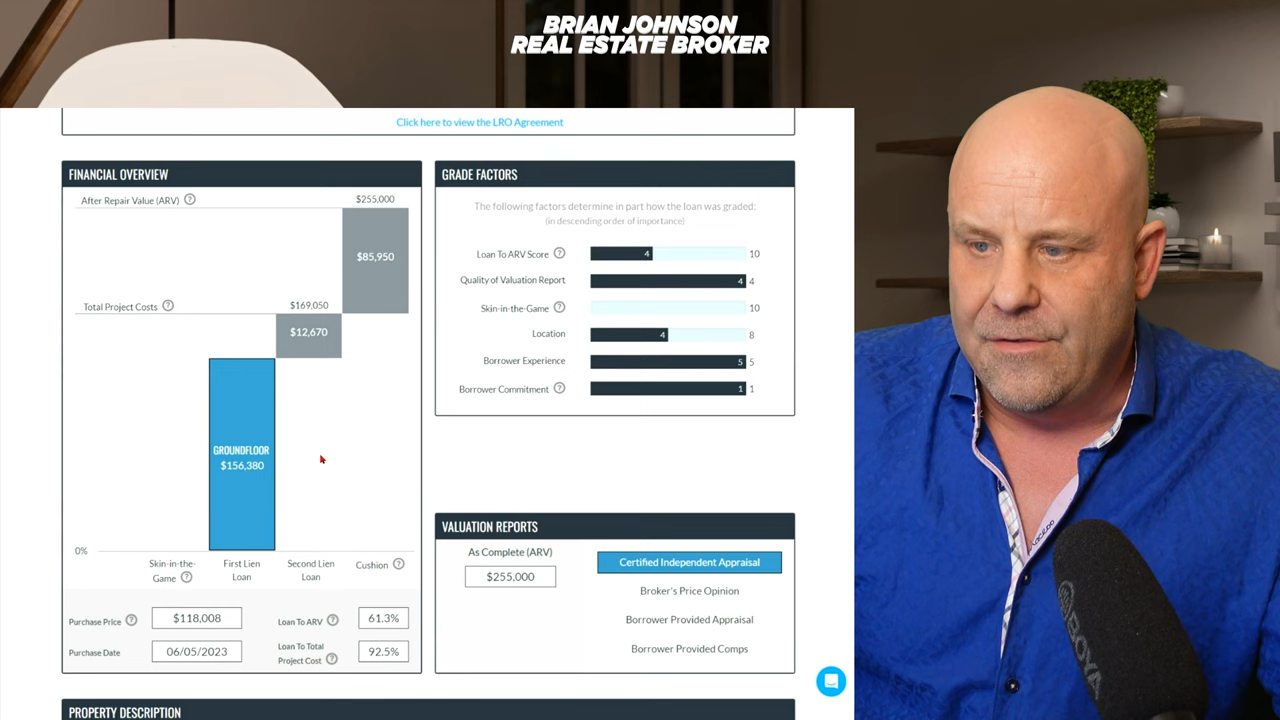 BRIAN JOHNSON
REAL ESTATE BROKER
Click here to view the LRO Agreement
FINANCIAL OVERVIEW
After Repair Value (ARV) ?
$255,000
$85,950
Total Project Costs ?
$169,050
$12,670
GROUNDFLOOR
$156,380
0%
Skin-in-the-
Game ?
First Lien
Loan
Second Lien
Loan
Cushion ?
Purchase Price ?
$118,008
Loan To ARV ?
61.3%
Purchase Date
06/05/2023
Loan To Total
Project Cost ?
92.5%
GRADE FACTORS
The following factors determine in part how the loan was graded:
(in descending order of importance)
Loan To ARV Score ? 4 10
Quality of Valuation Report 4 4
Skin-in-the-Game ? 10
Location 4 8
Borrower Experience 5 5
Borrower Commitment ? 1 1
VALUATION REPORTS
As Complete (ARV)
$255,000
Certified Independent Appraisal
Broker's Price Opinion
Borrower Provided Appraisal
Borrower Provided Comps
PROPERTY DESCRIPTION
BOYA